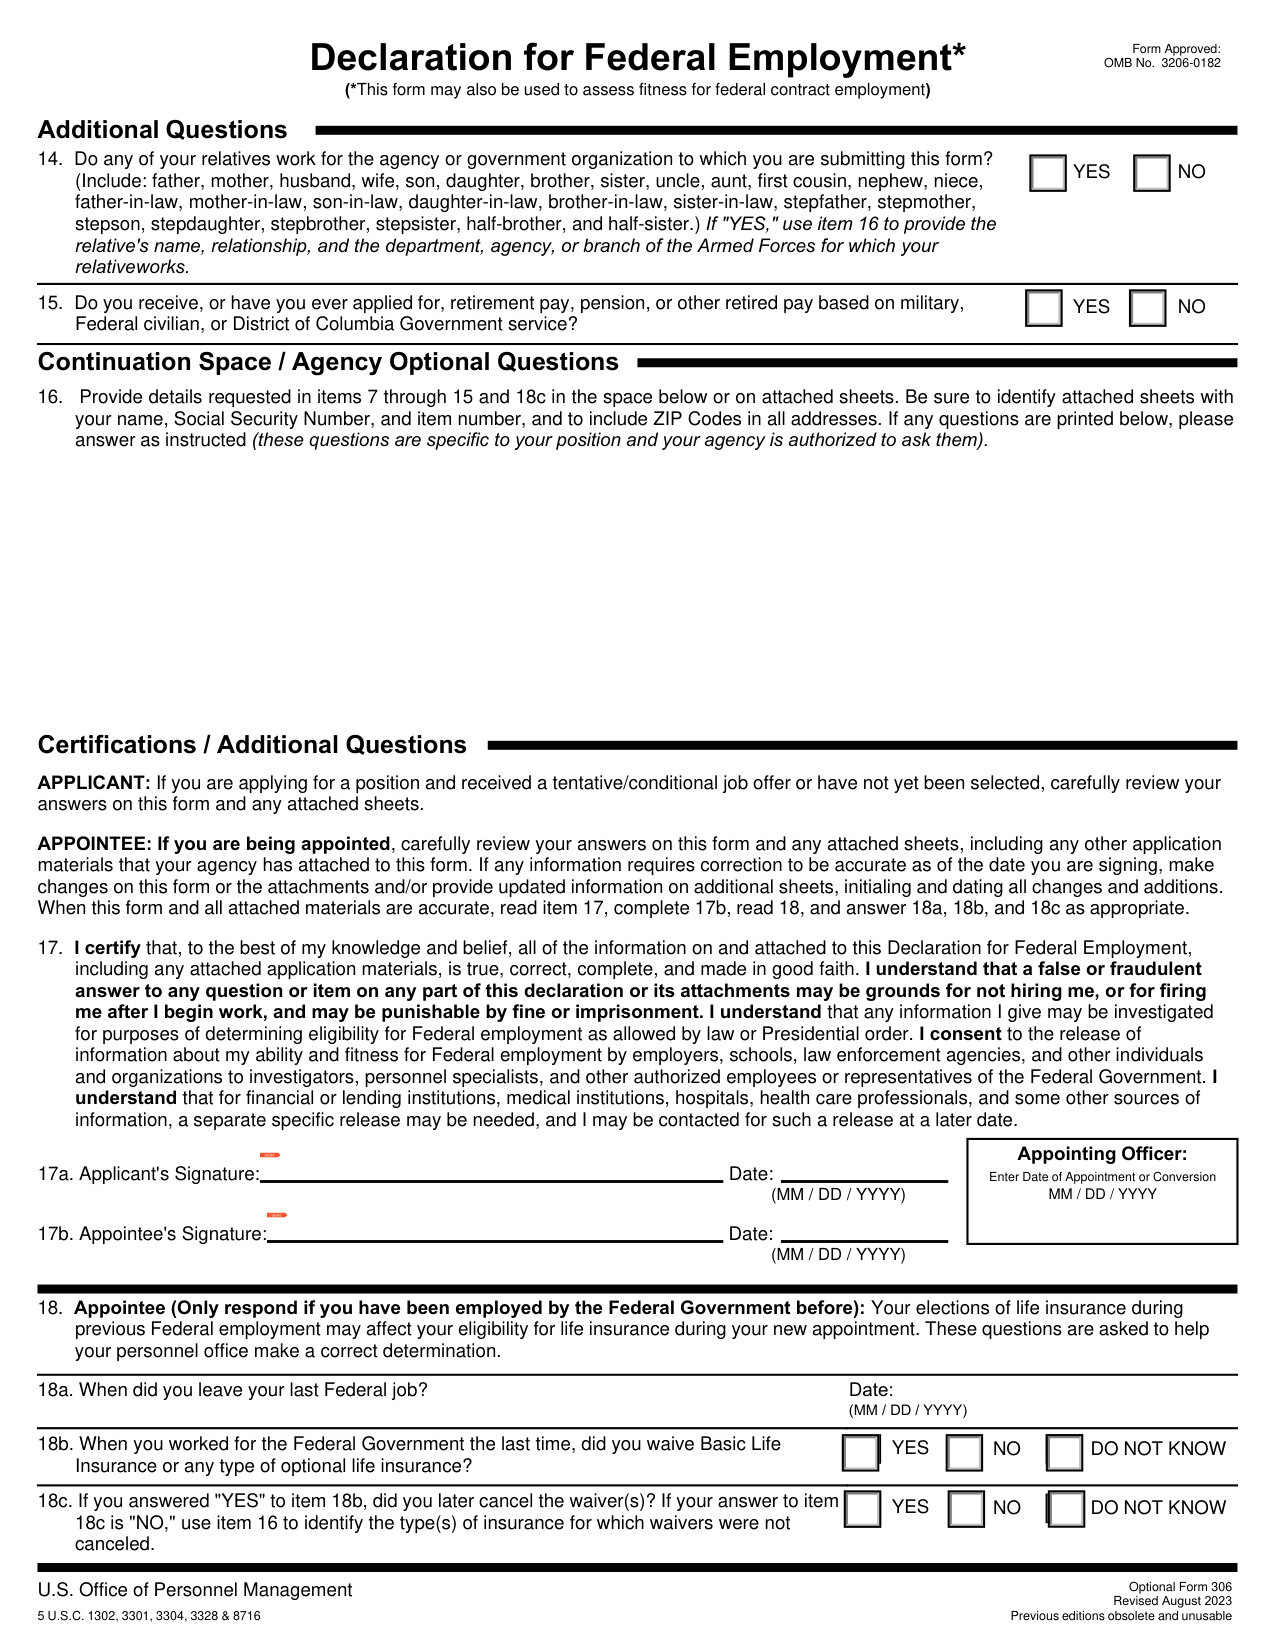 Declaration for Federal Employment*
(*This form may also be used to assess fitness for federal contract employment)
Form Approved:
OMB No. 3206-0182
Additional Questions
14. Do any of your relatives work for the agency or government organization to which you are submitting this form?
(Include: father, mother, husband, wife, son, daughter, brother, sister, uncle, aunt, first cousin, nephew, niece,
father-in-law, mother-in-law, son-in-law, daughter-in-law, brother-in-law, sister-in-law, stepfather, stepmother,
stepson, stepdaughter, stepbrother, stepsister, half-brother, and half-sister.) If "YES," use item 16 to provide the
relative's name, relationship, and the department, agency, or branch of the Armed Forces for which your
relativeworks.
YES NO
15. Do you receive, or have you ever applied for, retirement pay, pension, or other retired pay based on military,
Federal civilian, or District of Columbia Government service?
YES NO
Continuation Space / Agency Optional Questions
16. Provide details requested in items 7 through 15 and 18c in the space below or on attached sheets. Be sure to identify attached sheets with
your name, Social Security Number, and item number, and to include ZIP Codes in all addresses. If any questions are printed below, please
answer as instructed (these questions are specific to your position and your agency is authorized to ask them).
Certifications / Additional Questions
APPLICANT: If you are applying for a position and received a tentative/conditional job offer or have not yet been selected, carefully review your
answers on this form and any attached sheets.
APPOINTEE: If you are being appointed, carefully review your answers on this form and any attached sheets, including any other application
materials that your agency has attached to this form. If any information requires correction to be accurate as of the date you are signing, make
changes on this form or the attachments and/or provide updated information on additional sheets, initialing and dating all changes and additions.
When this form and all attached materials are accurate, read item 17, complete 17b, read 18, and answer 18a, 18b, and 18c as appropriate.
17. I certify that, to the best of my knowledge and belief, all of the information on and attached to this Declaration for Federal Employment,
including any attached application materials, is true, correct, complete, and made in good faith. I understand that a false or fraudulent
answer to any question or item on any part of this declaration or its attachments may be grounds for not hiring me, or for firing
me after I begin work, and may be punishable by fine or imprisonment. I understand that any information I give may be investigated
for purposes of determining eligibility for Federal employment as allowed by law or Presidential order. I consent to the release of
information about my ability and fitness for Federal employment by employers, schools, law enforcement agencies, and other individuals
and organizations to investigators, personnel specialists, and other authorized employees or representatives of the Federal Government. I
understand that for financial or lending institutions, medical institutions, hospitals, health care professionals, and some other sources of
information, a separate specific release may be needed, and I may be contacted for such a release at a later date.
17a. Applicant's Signature: Date:
(MM / DD / YYYY)
17b. Appointee's Signature: Date:
(MM / DD / YYYY)
Appointing Officer:
Enter Date of Appointment or Conversion
MM / DD / YYYY
18. Appointee (Only respond if you have been employed by the Federal Government before): Your elections of life insurance during
previous Federal employment may affect your eligibility for life insurance during your new appointment. These questions are asked to help
your personnel office make a correct determination.
18a. When did you leave your last Federal job? Date:
(MM / DD / YYYY)
18b. When you worked for the Federal Government the last time, did you waive Basic Life
Insurance or any type of optional life insurance?
YES NO DO NOT KNOW
18c. If you answered "YES" to item 18b, did you later cancel the waiver(s)? If your answer to item
18c is "NO," use item 16 to identify the type(s) of insurance for which waivers were not
canceled.
YES NO DO NOT KNOW
U.S. Office of Personnel Management
5 U.S.C. 1302, 3301, 3304, 3328 & 8716
Optional Form 306
Revised August 2023
Previous editions obsolete and unusable